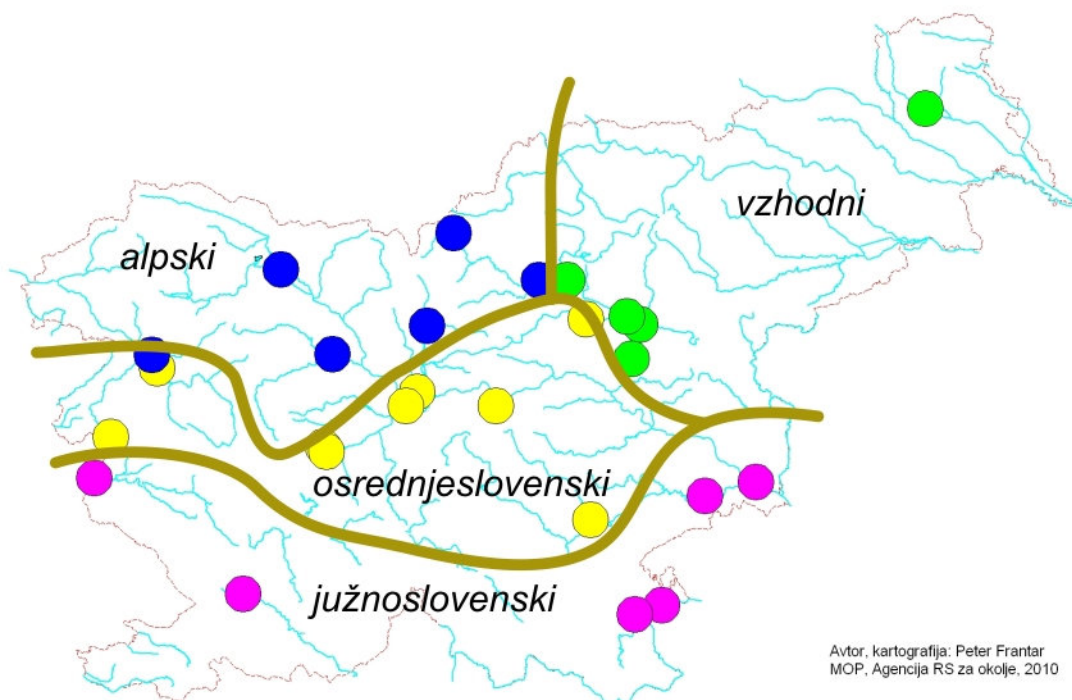 vzhodni
alpski
osrednjeslovenski
južnoslovenski
Avtor, kartografija: Peter Frantar
MOP, Agencija RS za okolje, 2010